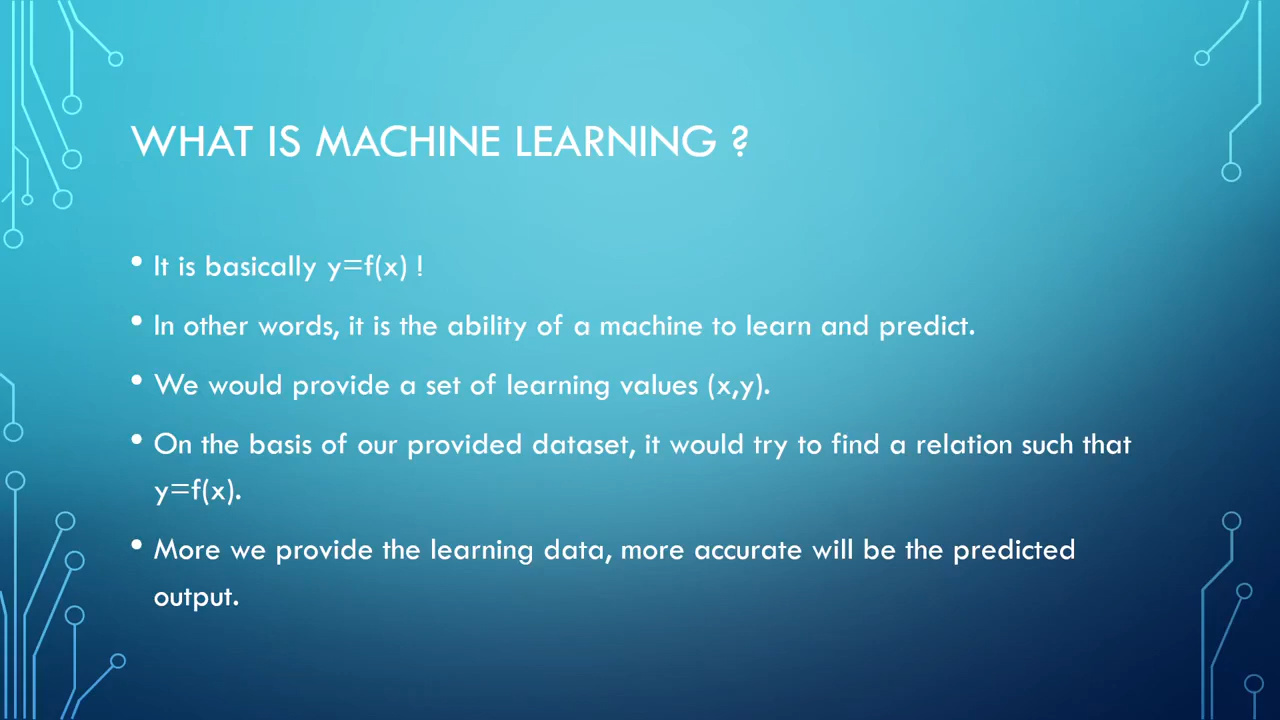 WHAT IS MACHINE LEARNING ?
• It is basically y=f(x) !
• In other words, it is the ability of a machine to learn and predict.
• We would provide a set of learning values (x,y).
• On the basis of our provided dataset, it would try to find a relation such that
y=f(x).
• More we provide the learning data, more accurate will be the predicted
output.